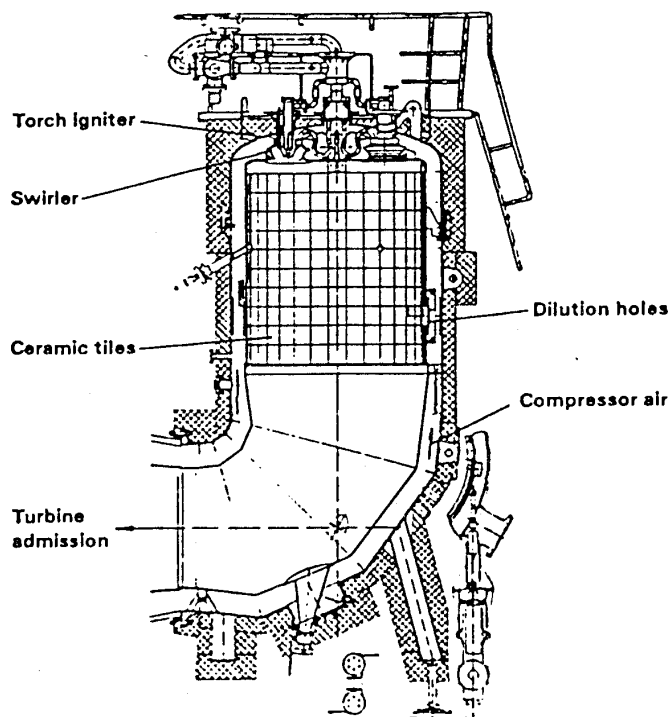 Torch igniter
Swirler
Dilution holes
Ceramic tiles
Compressor air
Turbine
admission